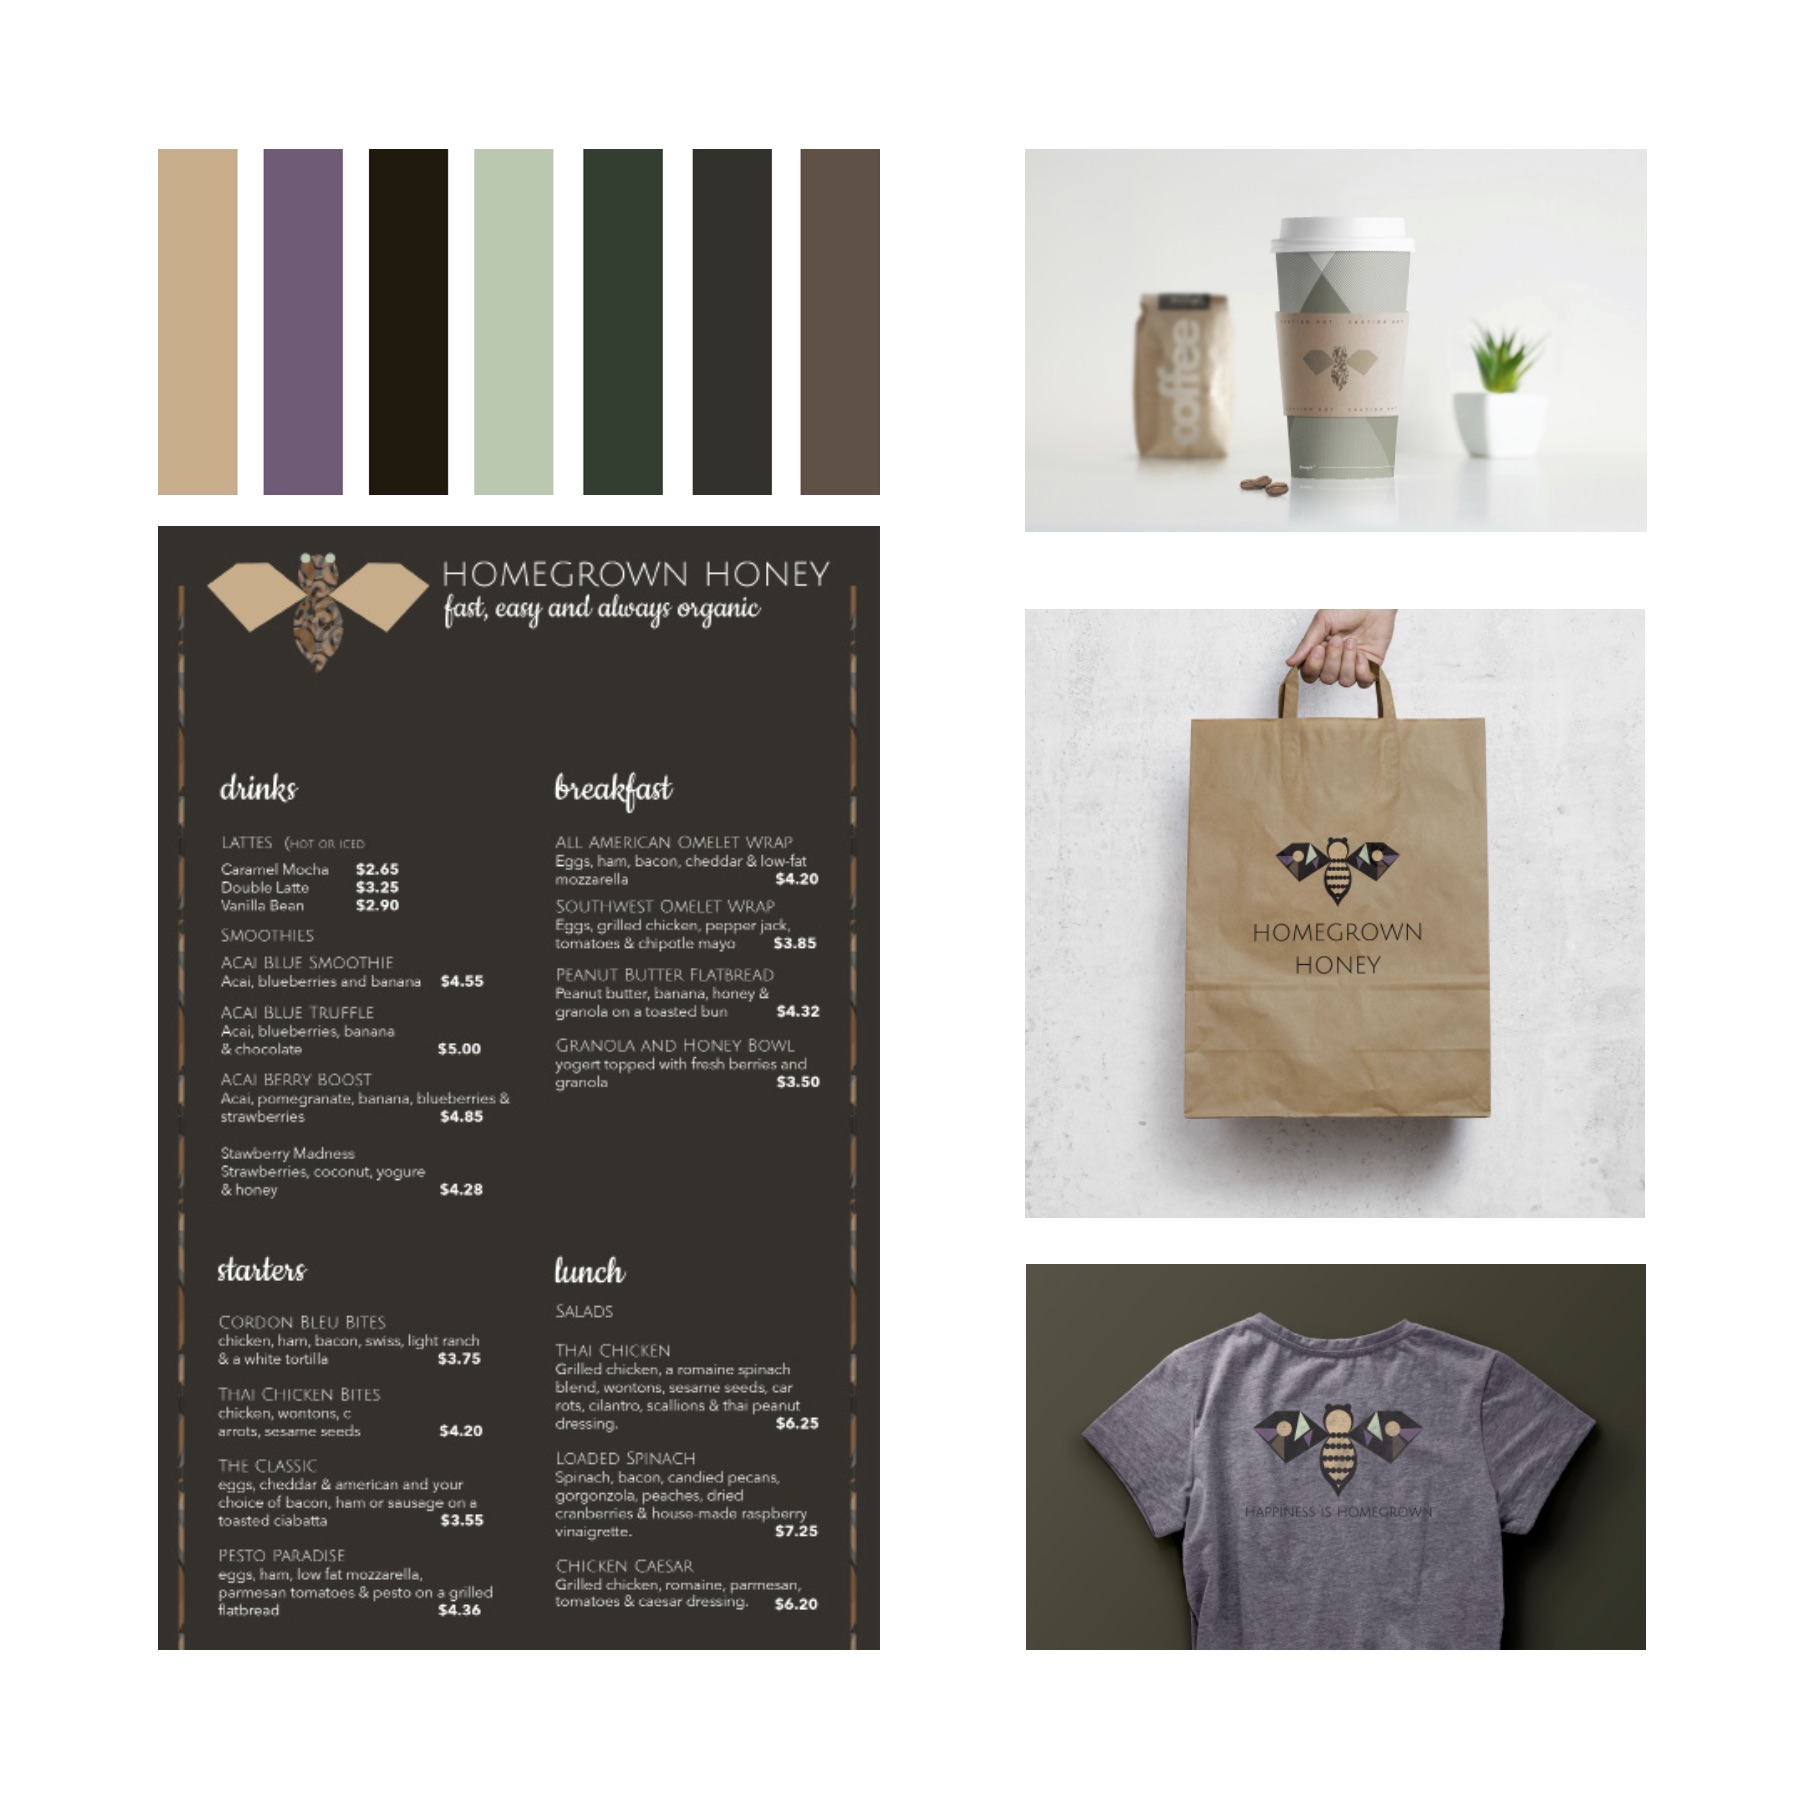 HOMEGROWN HONEY
fast, easy and always organic
drinks
LATTES (HOT OR ICED
Caramel Mocha $2.65
Double Latte $3.25
Vanilla Bean $2.90
SMOOTHIES
ACAI BLUE SMOOTHIE
Acai, blueberries and banana $4.55
ACAI BLUE TRUFFLE
Acai, blueberries, banana
& chocolate $5.00
ACAI BERRY BOOST
Acai, pomegranate, banana, blueberries &
strawberries $4.85
Stawberry Madness
Strawberries, coconut, yogure
& honey $4.28
breakfast
ALL AMERICAN OMELET WRAP
Eggs, ham, bacon, cheddar & low-fat
mozzarella $4.20
SOUTHWEST OMELET WRAP
Eggs, grilled chicken, pepper jack,
tomatoes & chipotle mayo $3.85
PEANUT BUTTER FLATBREAD
Peanut butter, banana, honey &
granola on a toasted bun $4.32
GRANOLA AND HONEY BOWL
yogert topped with fresh berries and
granola $3.50
starters
CORDON BLEU BITES
chicken, ham, bacon, swiss, light ranch
& a white tortilla $3.75
THAI CHICKEN BITES
chicken, wontons, c
arrots, sesame seeds $4.20
THE CLASSIC
eggs, cheddar & american and your
choice of bacon, ham or sausage on a
toasted ciabatta $3.55
PESTO PARADISE
eggs, ham, low fat mozzarella,
parmesan tomatoes & pesto on a grilled
flatbread $4.36
lunch
SALADS
THAI CHICKEN
Grilled chicken, a romaine spinach
blend, wontons, sesame seeds, car
rots, cilantro, scallions & thai peanut
dressing. $6.25
LOADED SPINACH
Spinach, bacon, candied pecans,
gorgonzola, peaches, dried
cranberries & house-made raspberry
vinaigrette. $7.25
CHICKEN CAESAR
Grilled chicken, romaine, parmesan,
tomatoes & caesar dressing. $6.20
coffee
HOMEGROWN
HONEY
HAPPINESS IS HOMEGROWN